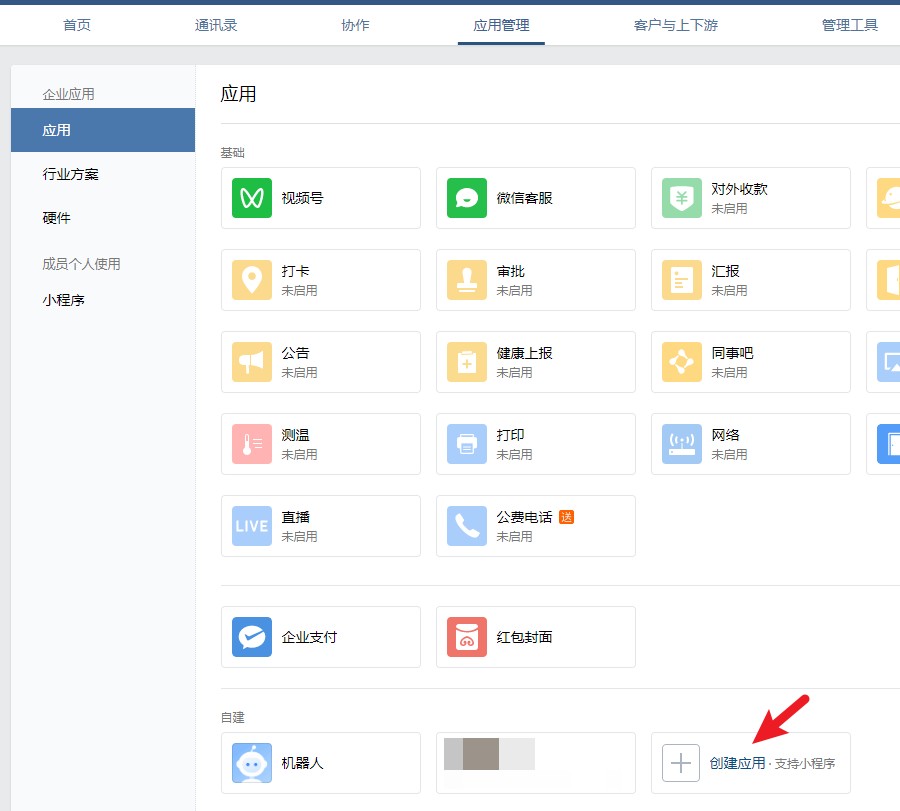 首页 通讯录 协作 应用管理 客户与上下游 管理工具
企业应用
应用
行业方案
硬件
成员个人使用
小程序
应用
基础
视频号 微信客服 对外收款
未启用
打卡 审批 汇报
未启用 未启用 未启用
公告 健康上报 同事吧
未启用 未启用 未启用
测温 打印 网络
未启用 未启用 未启用
LIVE 直播 公费电话 送
未启用 未启用
企业支付 红包封面
自建
机器人 创建应用 · 支持小程序